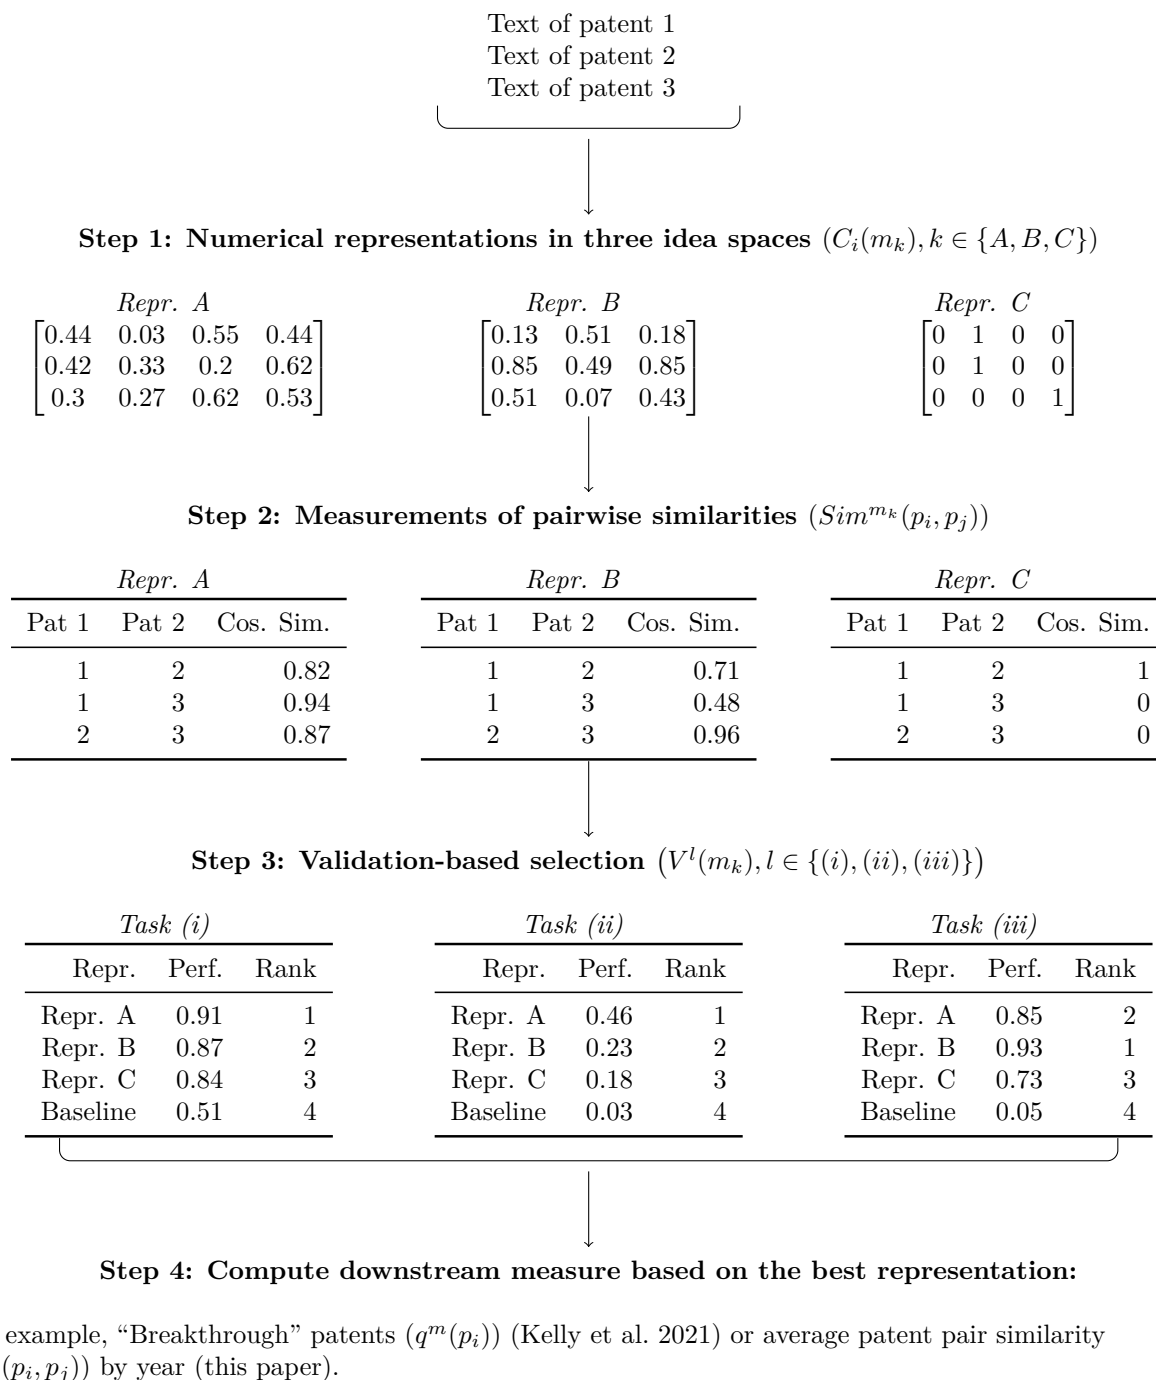 Text of patent 1
Text of patent 2
Text of patent 3
Step 1: Numerical representations in three idea spaces (C_i(m_k), k ∈ {A, B, C})
Repr. A Repr. B Repr. C
0.44 0.03 0.55 0.44 0.13 0.51 0.18 0 1 0 0
0.42 0.33 0.2 0.62 0.85 0.49 0.85 0 1 0 0
0.3 0.27 0.62 0.53 0.51 0.07 0.43 0 0 0 1
Step 2: Measurements of pairwise similarities (Sim^{m_k}(p_i, p_j))
Repr. A Repr. B Repr. C
Pat 1 Pat 2 Cos. Sim. Pat 1 Pat 2 Cos. Sim. Pat 1 Pat 2 Cos. Sim.
1 2 0.82 1 2 0.71 1 2 1
1 3 0.94 1 3 0.48 1 3 0
2 3 0.87 2 3 0.96 2 3 0
Step 3: Validation-based selection (V^l(m_k), l ∈ {(i), (ii), (iii)})
Task (i) Task (ii) Task (iii)
Repr. Perf. Rank Repr. Perf. Rank Repr. Perf. Rank
Repr. A 0.91 1 Repr. A 0.46 1 Repr. A 0.85 2
Repr. B 0.87 2 Repr. B 0.23 2 Repr. B 0.93 1
Repr. C 0.84 3 Repr. C 0.18 3 Repr. C 0.73 3
Baseline 0.51 4 Baseline 0.03 4 Baseline 0.05 4
Step 4: Compute downstream measure based on the best representation:
example, “Breakthrough” patents (q^m(p_i)) (Kelly et al. 2021) or average patent pair similarity
(p_i, p_j)) by year (this paper).